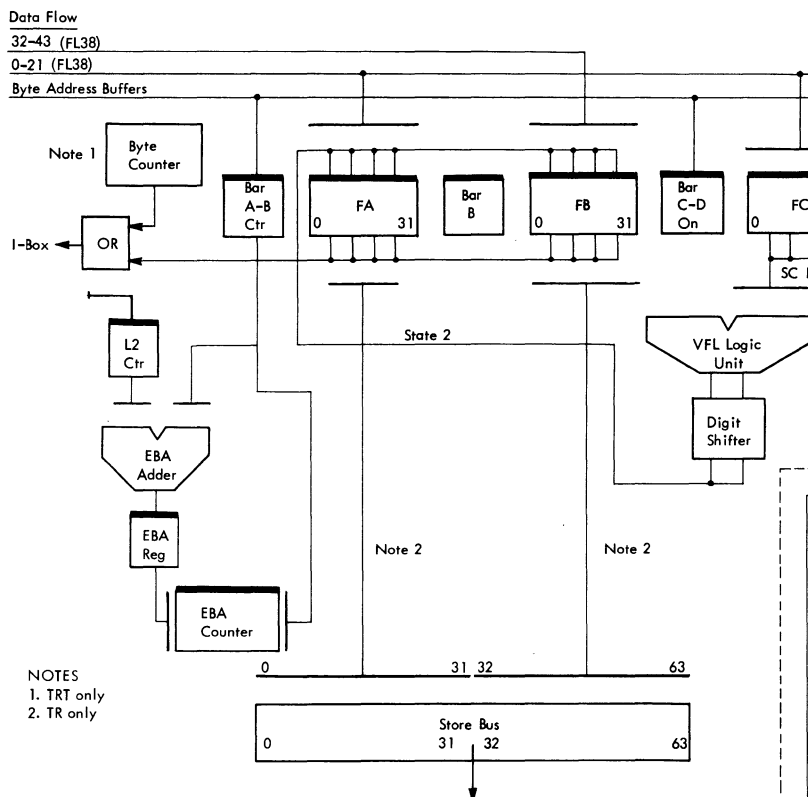 Data Flow
32-43 (FL38)
0-21 (FL38)
Byte Address Buffers
Note 1
Byte
Counter
Bar
A-B
Ctr
FA
0 31
Bar
B
FB
0 31
Bar
C-D
On
FC
0
I-Box
OR
SC
L2
Ctr
State 2
VFL Logic
Unit
Digit
Shifter
EBA
Adder
EBA
Reg
Note 2
Note 2
EBA
Counter
NOTES
1. TRT only
2. TR only
0 31 32 63
Store Bus
0 31 32 63